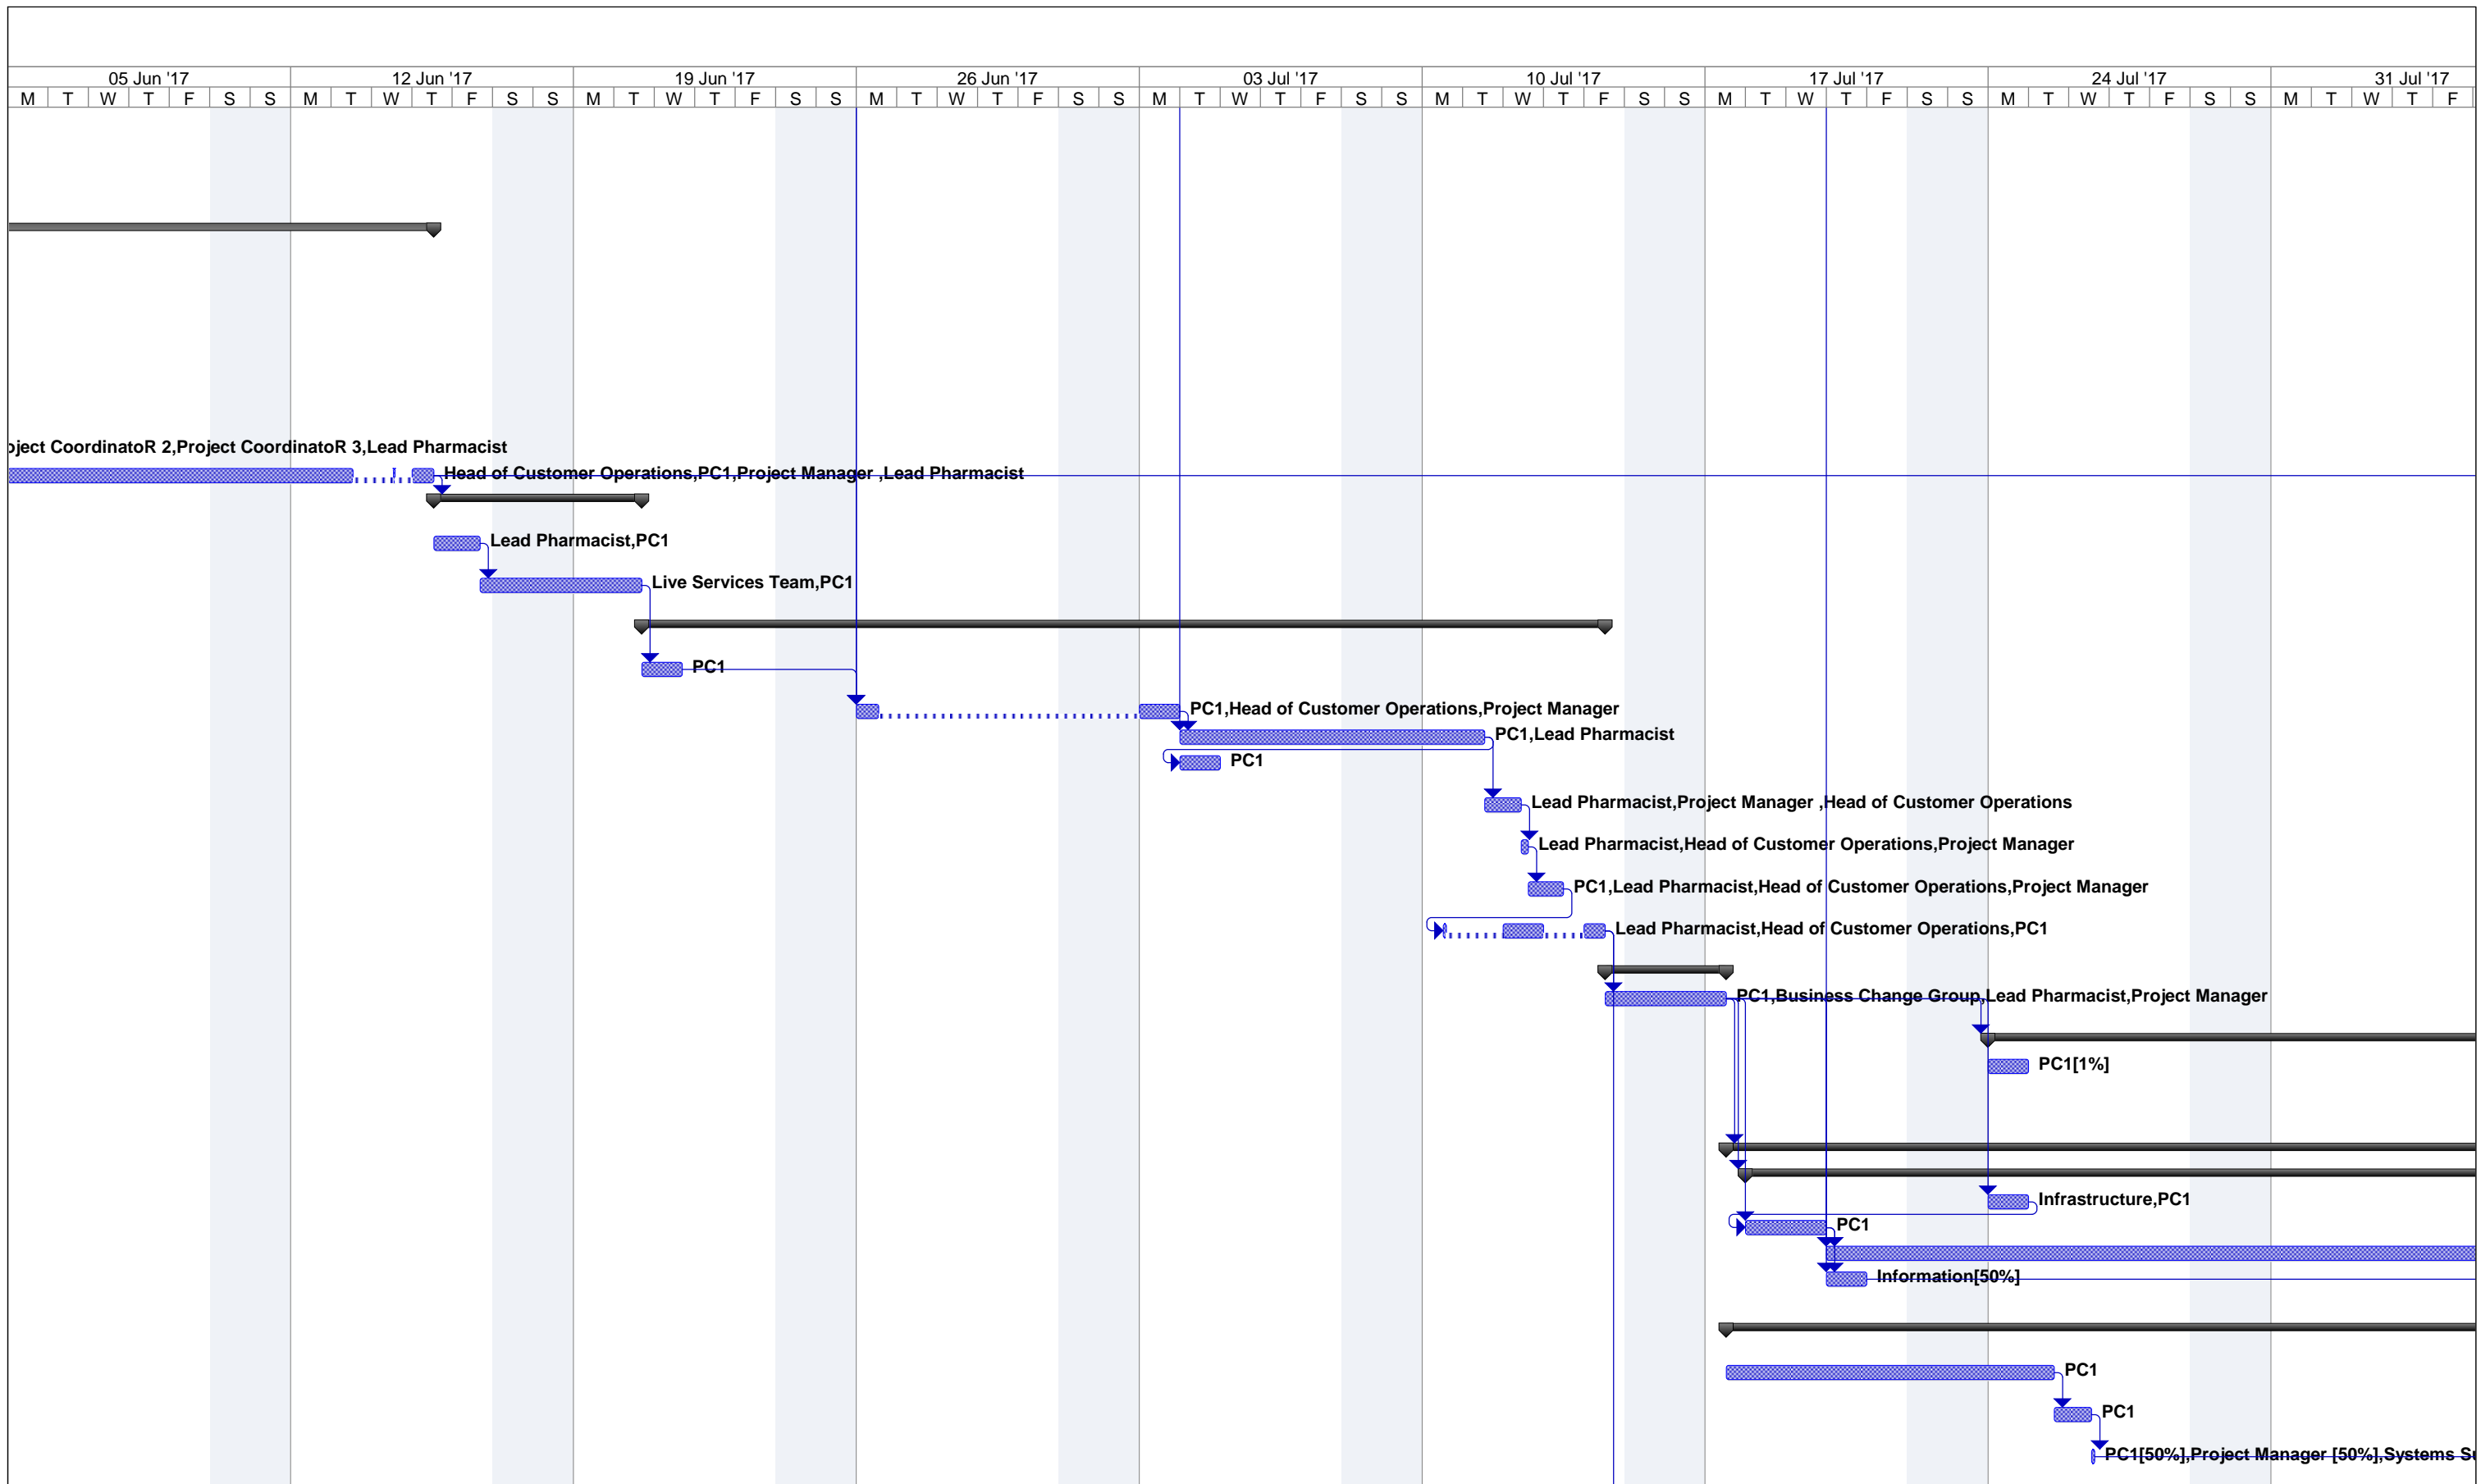 05 Jun '17 12 Jun '17 19 Jun '17 26 Jun '17 03 Jul '17 10 Jul '17 17 Jul '17 24 Jul '17 31 Jul '17
M T W T F S S M T W T F S S M T W T F S S M T W T F S S M T W T F S S M T W T F S S M T W T F S S M T W T F S S M T W T F
oject CoordinatoR 2,Project CoordinatoR 3,Lead Pharmacist
Head of Customer Operations,PC1,Project Manager ,Lead Pharmacist
Lead Pharmacist,PC1
Live Services Team,PC1
PC1
PC1,Head of Customer Operations,Project Manager
PC1,Lead Pharmacist
PC1
Lead Pharmacist,Project Manager ,Head of Customer Operations
Lead Pharmacist,Head of Customer Operations,Project Manager
PC1,Lead Pharmacist,Head of Customer Operations,Project Manager
Lead Pharmacist,Head of Customer Operations,PC1
PC1,Business Change Group,Lead Pharmacist,Project Manager
PC1[1%]
Infrastructure,PC1
PC1
Information[50%]
PC1
PC1
PC1[50%],Project Manager [50%],Systems Su